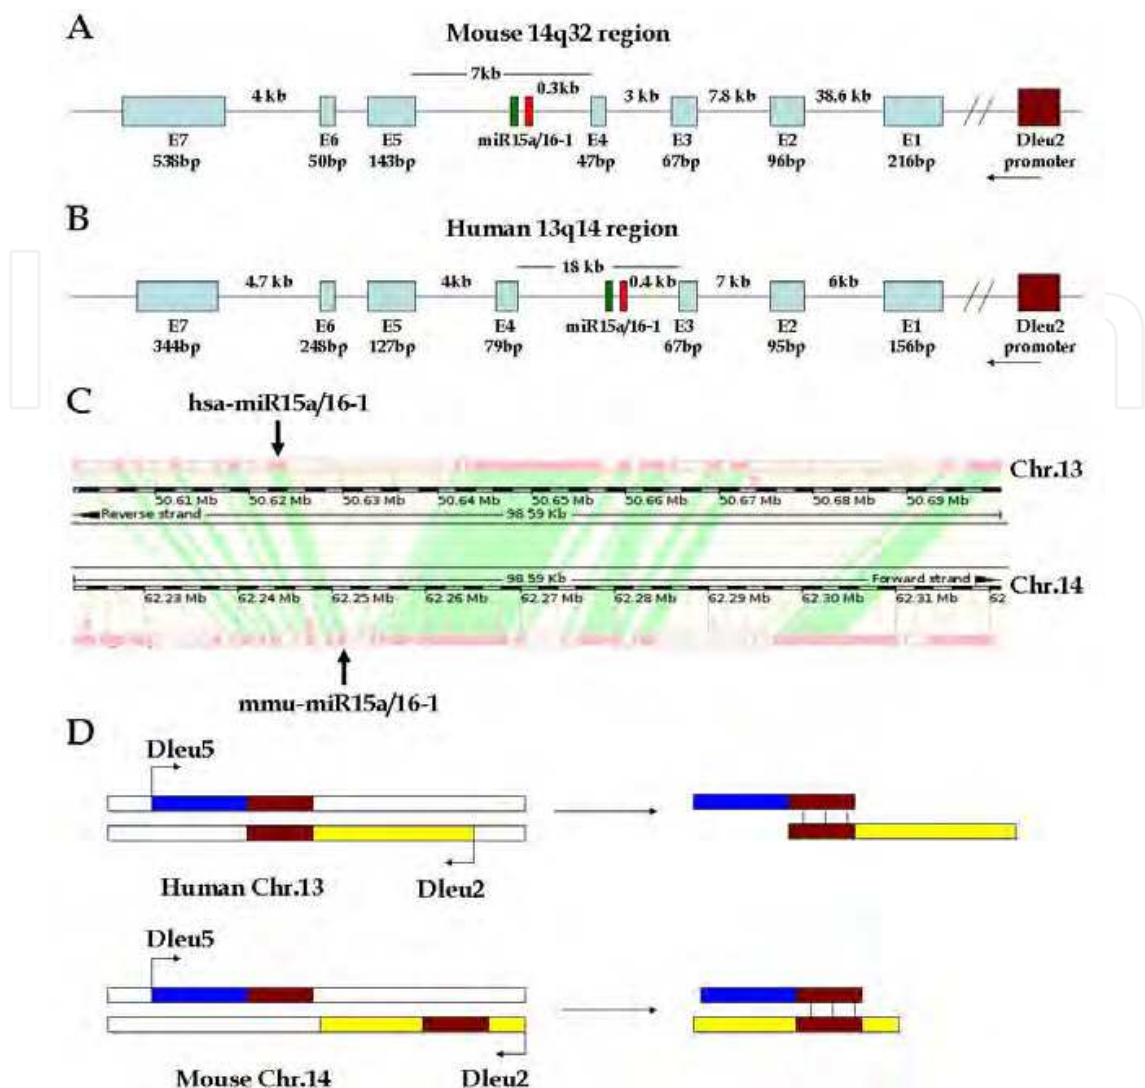 A
Mouse 14q32 region
7kb
4 kb
0.3kb
3 kb
7.8 kb
38.6 kb
E7
538bp
E6
50bp
E5
143bp
miR15a/16-1
E4
47bp
E3
67bp
E2
96bp
E1
216bp
Dleu2
promoter
B
Human 13q14 region
18 kb
4.7 kb
4kb
0.4kb
7 kb
6kb
E7
344bp
E6
248bp
E5
127bp
E4
79bp
miR15a/16-1
E3
67bp
E2
95bp
E1
156bp
Dleu2
promoter
C
hsa-miR15a/16-1
Chr.13
50.61 Mb
50.62 Mb
50.63 Mb
50.64 Mb
50.65 Mb
50.66 Mb
50.67 Mb
50.68 Mb
50.69 Mb
Reverse strand
98.59 Kb
98.59 Kb
Forward strand
Chr.14
62.23 Mb
62.24 Mb
62.25 Mb
62.26 Mb
62.27 Mb
62.28 Mb
62.29 Mb
62.30 Mb
62.31 Mb
62
mmu-miR15a/16-1
D
Dleu5
Human Chr.13
Dleu2
Dleu5
Mouse Chr.14
Dleu2